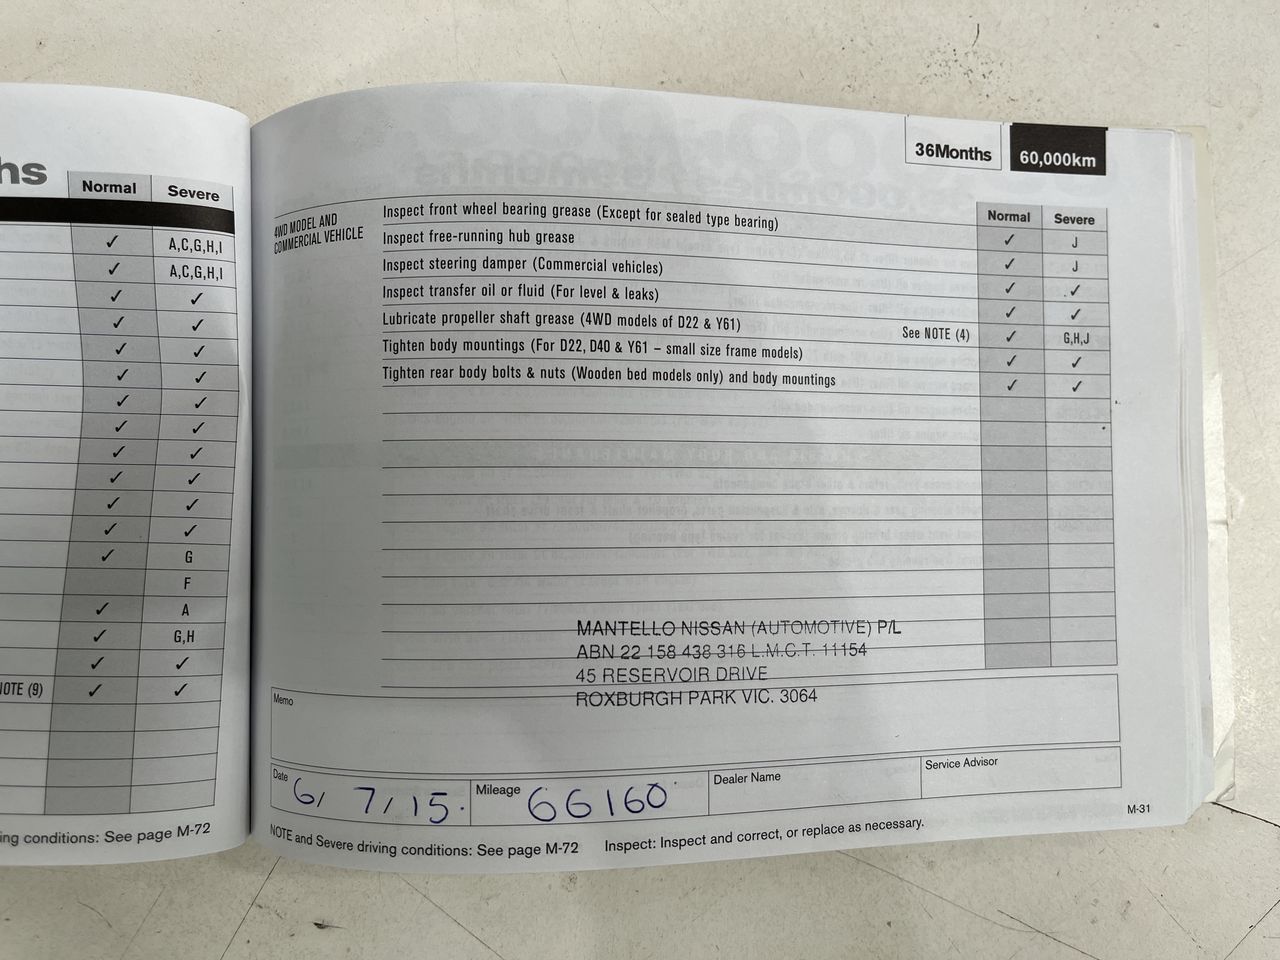 hs
Normal Severe
✓ A,C,G,H,I
✓ A,C,G,H,I
✓ ✓
✓ ✓
✓ ✓
✓ ✓
✓ ✓
✓ ✓
✓ ✓
✓ ✓
✓ ✓
✓ ✓
✓ G
F
✓ A
✓ G,H
✓ ✓
NOTE (9) ✓ ✓
ing conditions: See page M-72
36Months 60,000km
Normal Severe
4WD MODEL AND
COMMERCIAL VEHICLE
Inspect front wheel bearing grease (Except for sealed type bearing) ✓ J
Inspect free-running hub grease ✓ J
Inspect steering damper (Commercial vehicles) ✓ ✓
Inspect transfer oil or fluid (For level & leaks) ✓ ✓
Lubricate propeller shaft grease (4WD models of D22 & Y61) See NOTE (4) ✓ G,H,J
Tighten body mountings (For D22, D40 & Y61 – small size frame models) ✓ ✓
Tighten rear body bolts & nuts (Wooden bed models only) and body mountings ✓ ✓
MANTELLO NISSAN (AUTOMOTIVE) P/L
ABN 22 158 438 316 L.M.C.T. 11154
45 RESERVOIR DRIVE
ROXBURGH PARK VIC. 3064
Memo
Date 6/ 7/ 15. Mileage 66160 Dealer Name Service Advisor
NOTE and Severe driving conditions: See page M-72 Inspect: Inspect and correct, or replace as necessary.
M-31